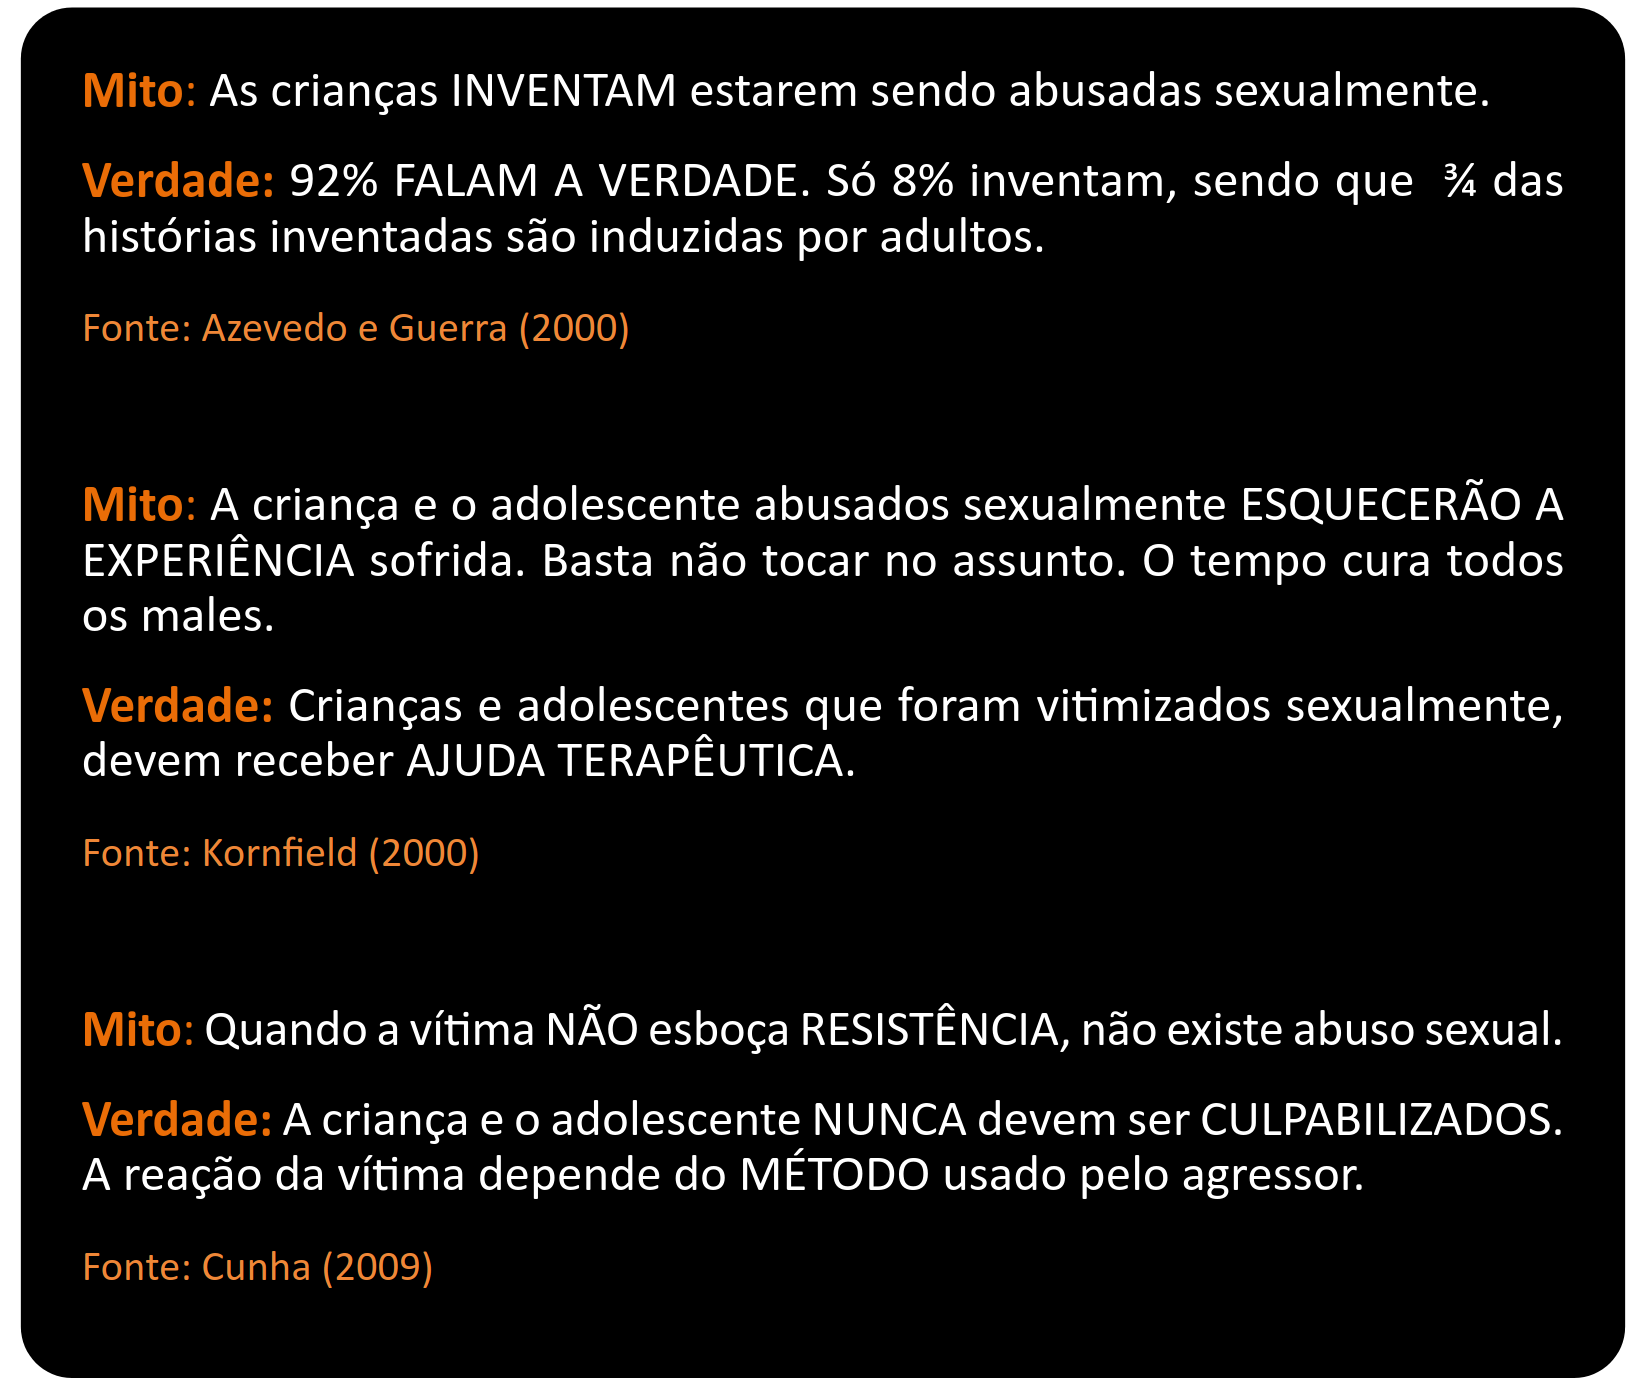 Mito: As crianças INVENTAM estarem sendo abusadas sexualmente.
Verdade: 92% FALAM A VERDADE. Só 8% inventam, sendo que ¾ das
histórias inventadas são induzidas por adultos.
Fonte: Azevedo e Guerra (2000)
Mito: A criança e o adolescente abusados sexualmente ESQUECERÃO A
EXPERIÊNCIA sofrida. Basta não tocar no assunto. O tempo cura todos
os males.
Verdade: Crianças e adolescentes que foram vitimizados sexualmente,
devem receber AJUDA TERAPÊUTICA.
Fonte: Kornfield (2000)
Mito: Quando a vítima NÃO esboça RESISTÊNCIA, não existe abuso sexual.
Verdade: A criança e o adolescente NUNCA devem ser CULPABILIZADOS.
A reação da vítima depende do MÉTODO usado pelo agressor.
Fonte: Cunha (2009)